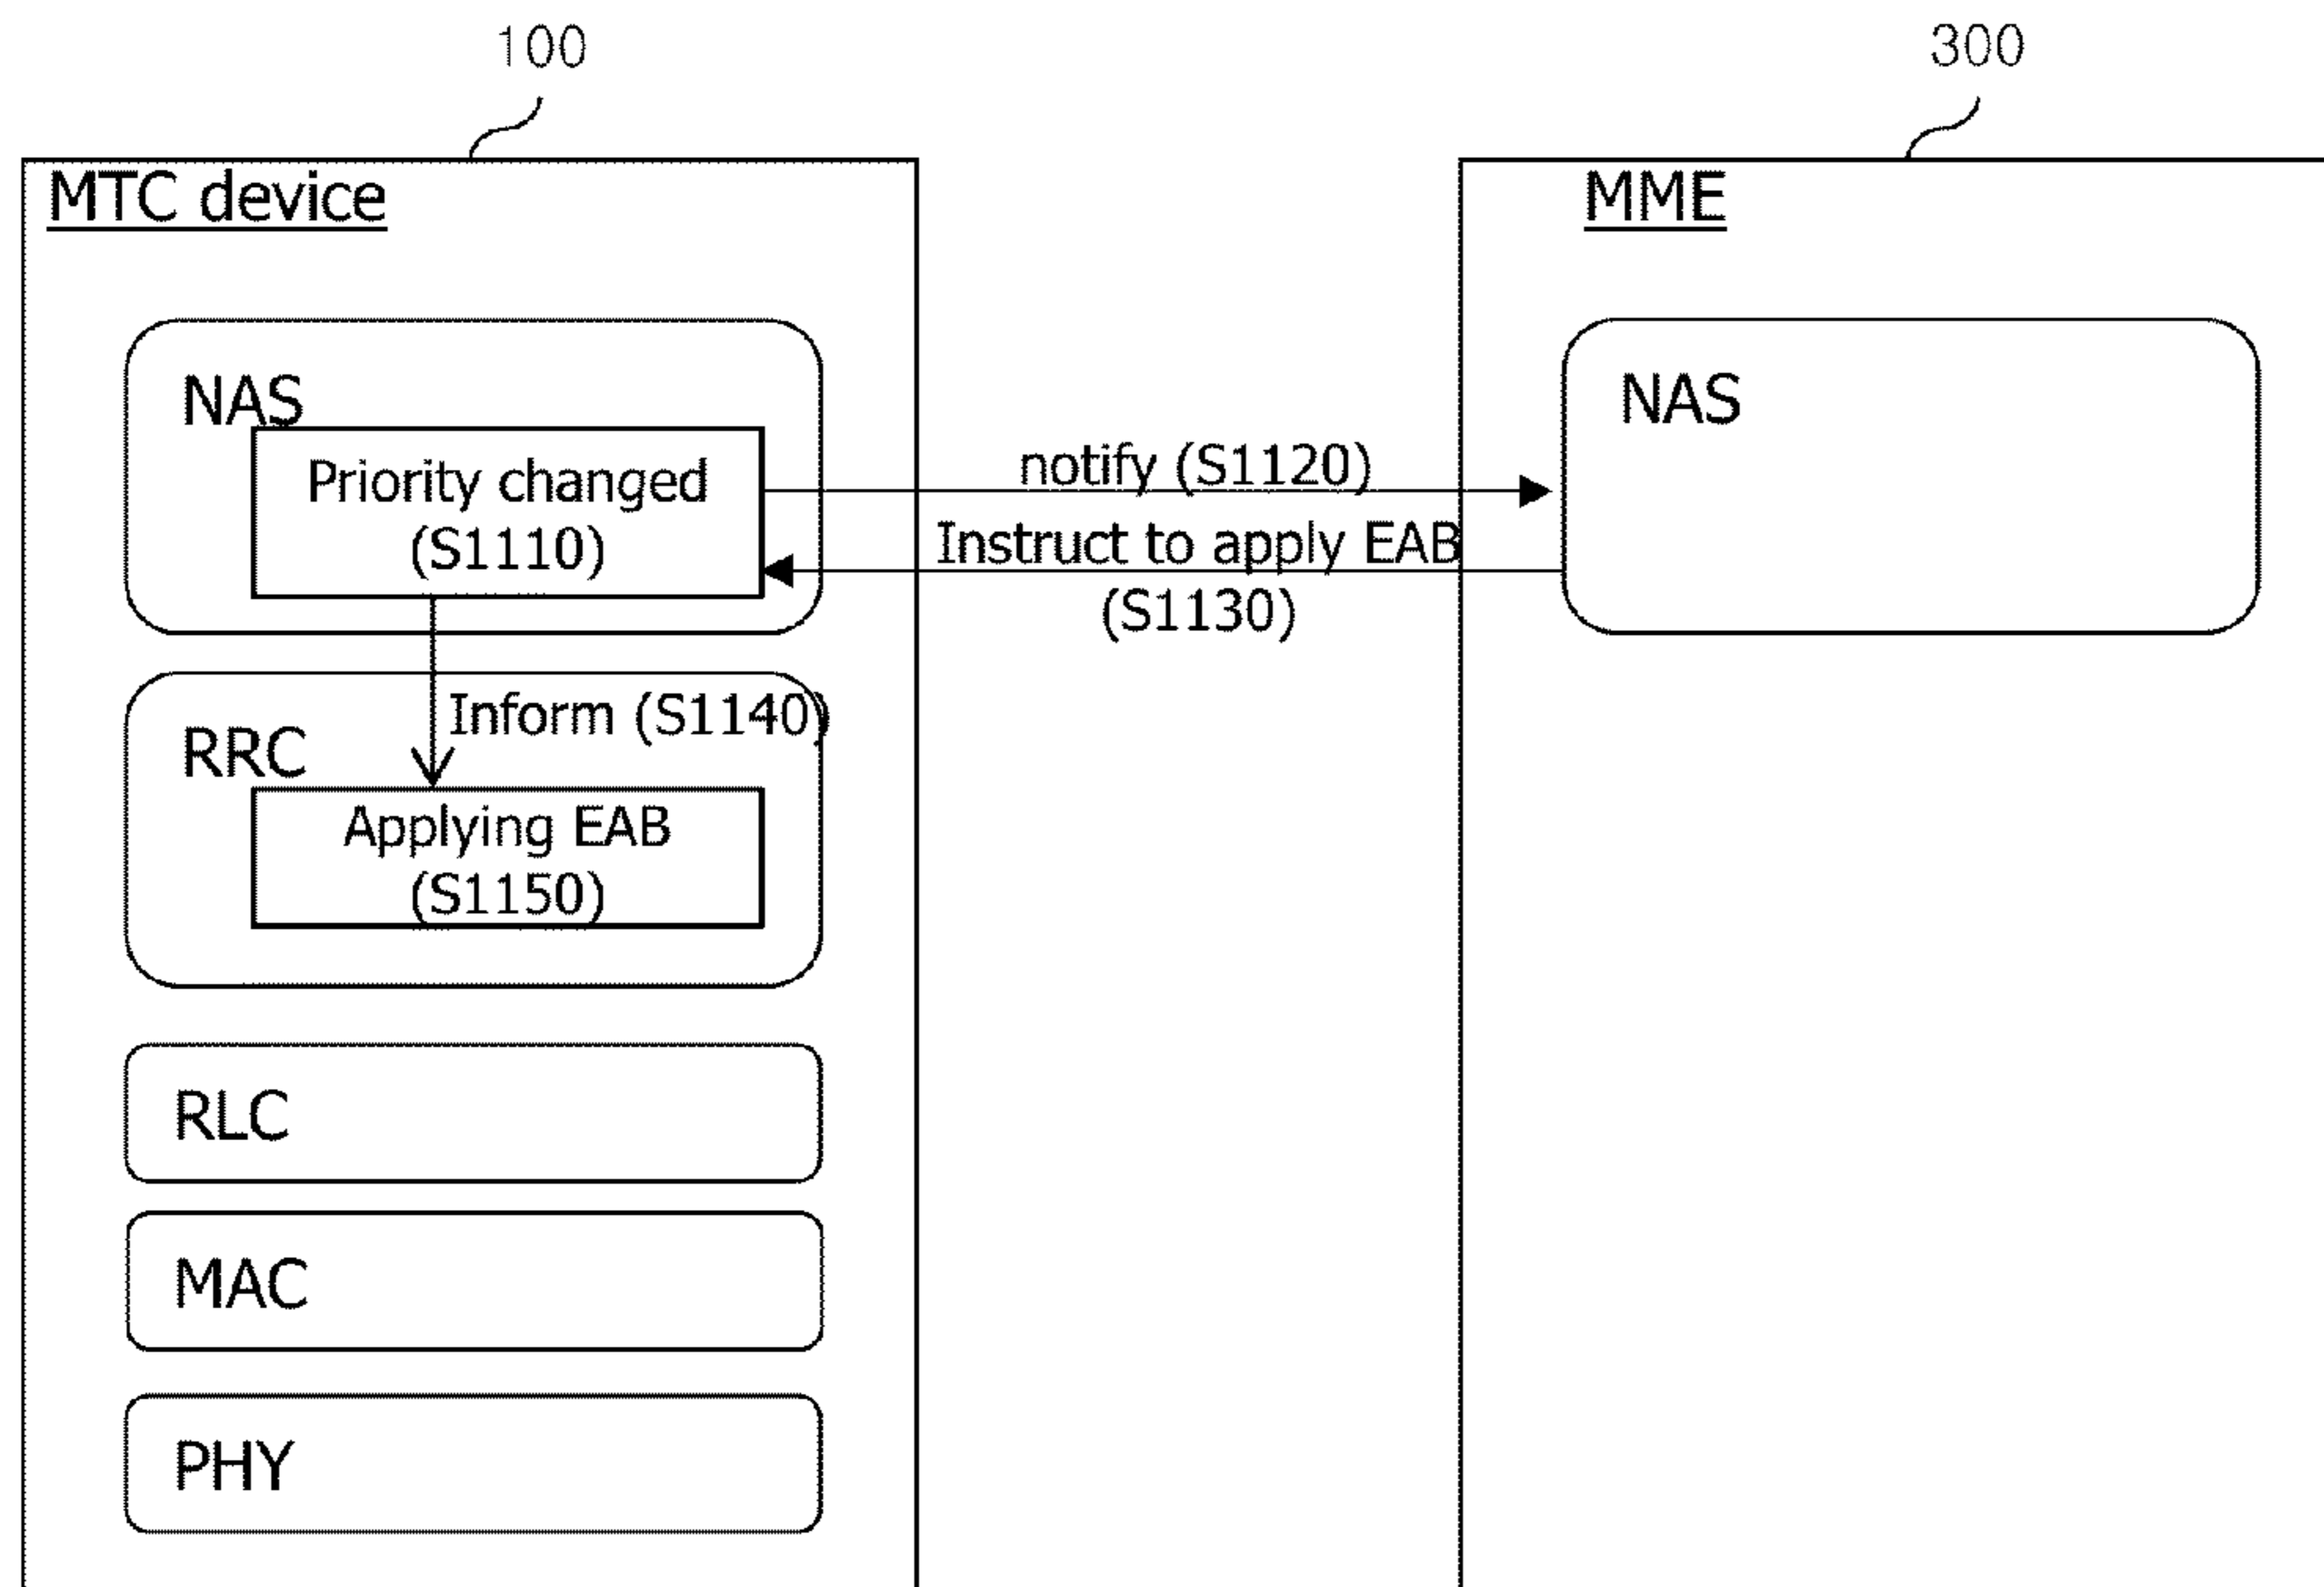 100
300
MTC device
MME
NAS
NAS
Priority changed
(S1110)
notify (S1120)
Instruct to apply EAB
(S1130)
Inform (S1140)
RRC
Applying EAB
(S1150)
RLC
MAC
PHY